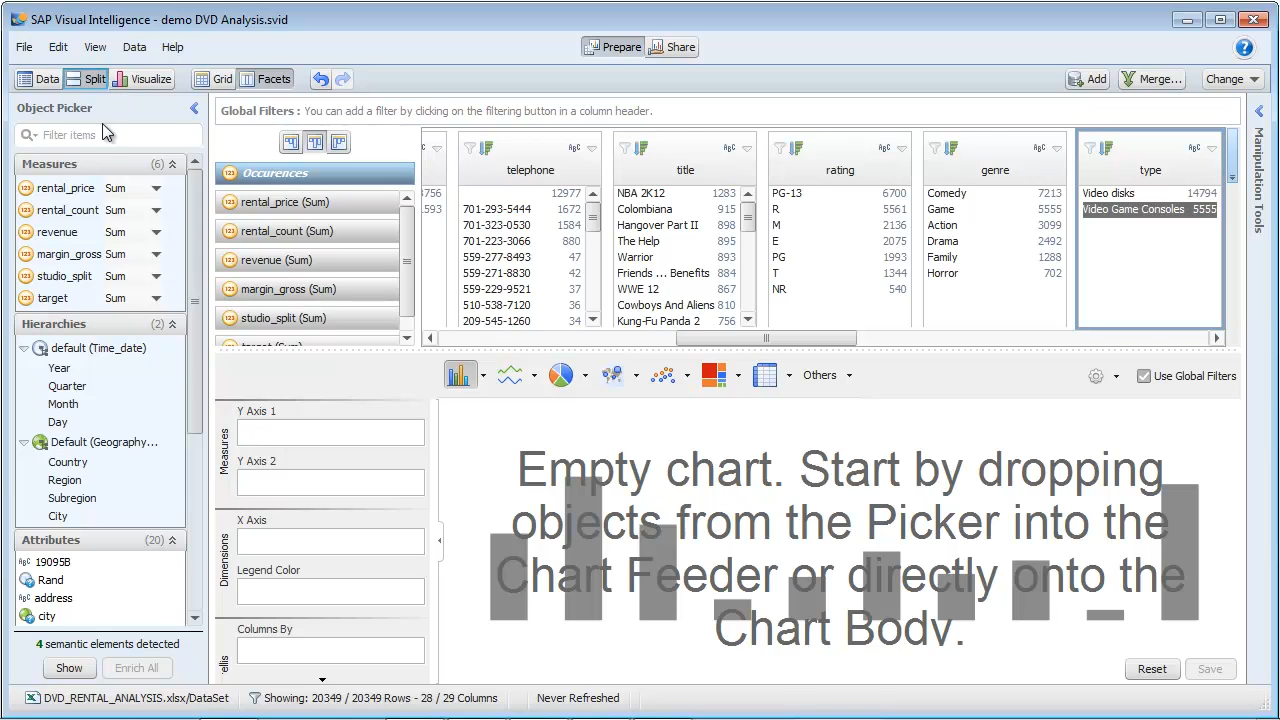 SAP Visual Intelligence - demo DVD Analysis.svid
File Edit View Data Help
Prepare Share
Data Split Visualize Grid Facets
Add Merge... Change
Object Picker
Filter items
Measures (6)
rental_price Sum
rental_count Sum
revenue Sum
margin_gross Sum
studio_split Sum
target Sum
Hierarchies (2)
default (Time_date)
Year
Quarter
Month
Day
Default (Geography...
Country
Region
Subregion
City
Attributes (20)
19095B
Rand
address
city
4 semantic elements detected
Show Enrich All
Global Filters : You can add a filter by clicking on the filtering button in a column header.
Occurences
rental_price (Sum)
rental_count (Sum)
revenue (Sum)
margin_gross (Sum)
studio_split (Sum)
3756
1593
telephone
12977
701-293-5444 1672
701-323-0530 1584
701-223-3066 880
559-277-8493 47
559-271-8830 42
559-229-4981 37
510-538-7120 36
209-545-1260 34
title
NBA 2K12 1283
Colombiana 915
Hangover Part II 898
The Help 895
Warrior 893
Friends ... Benefits 884
WWE 12 867
Cowboys And Aliens 810
Kung-Fu Panda 2 756
rating
PG-13 6700
R 5561
M 2136
E 2075
PG 1993
T 1344
NR 540
genre
Comedy 7213
Game 5555
Action 3099
Drama 2492
Family 1288
Horror 702
type
Video disks 14794
Video Game Consoles 5555
Manipulation Tools
Others
Use Global Filters
Measures
Y Axis 1
Y Axis 2
Dimensions
X Axis
Legend Color
Columns By
Empty chart. Start by dropping
objects from the Picker into the
Chart Feeder or directly onto the
Chart Body.
Reset Save
DVD_RENTAL_ANALYSIS.xlsx/DataSet
Showing: 20349 / 20349 Rows - 28 / 29 Columns
Never Refreshed